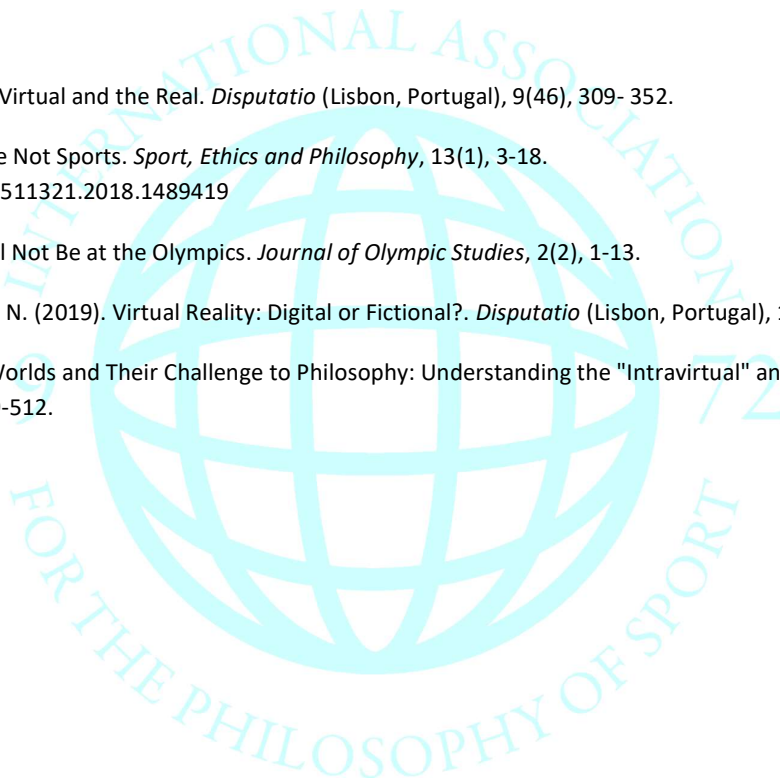 Virtual and the Real. Disputatio (Lisbon, Portugal), 9(46), 309- 352.
e Not Sports. Sport, Ethics and Philosophy, 13(1), 3-18.
511321.2018.1489419
l Not Be at the Olympics. Journal of Olympic Studies, 2(2), 1-13.
N. (2019). Virtual Reality: Digital or Fictional?. Disputatio (Lisbon, Portugal), 1
Worlds and Their Challenge to Philosophy: Understanding the "Intravirtual" an
-512.
INTERNATIONAL ASSOCIATION
19 72
FOR THE PHILOSOPHY OF SPORT